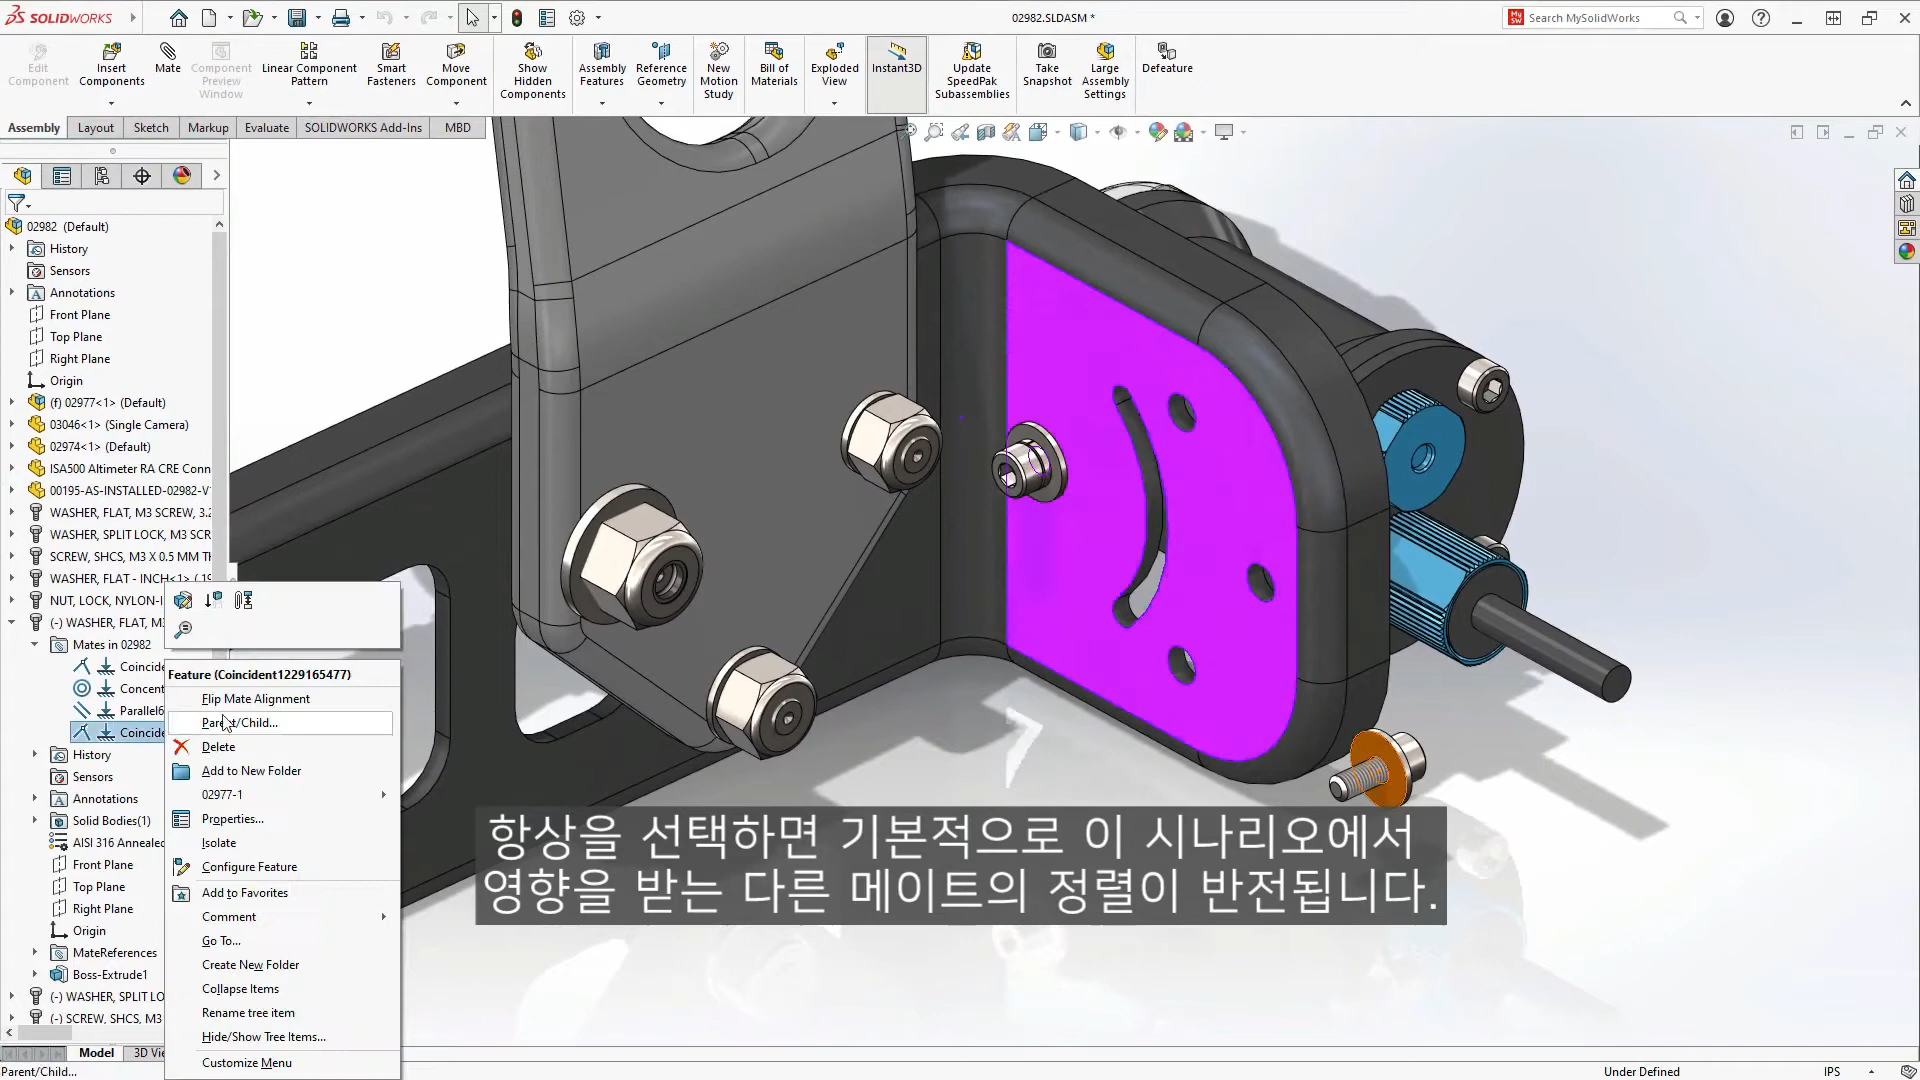 SOLIDWORKS
02982.SLDASM *
Search MySolidWorks
Edit Component
Insert Components
Mate
Component Preview Window
Linear Component Pattern
Smart Fasteners
Move Component
Show Hidden Components
Assembly Features
Reference Geometry
New Motion Study
Bill of Materials
Exploded View
Instant3D
Update SpeedPak Subassemblies
Take Snapshot
Large Assembly Settings
Defeature
Assembly
Layout
Sketch
Markup
Evaluate
SOLIDWORKS Add-Ins
MBD
02982 (Default)
History
Sensors
Annotations
Front Plane
Top Plane
Right Plane
Origin
(f) 02977<1> (Default)
03046<1> (Single Camera)
02974<1> (Default)
ISA500 Altimeter RA CRE Conn
00195-AS-INSTALLED-02982-V
WASHER, FLAT, M3 SCREW, 3.2
WASHER, SPLIT LOCK, M3 SCR
SCREW, SHCS, M3 X 0.5 MM TH
WASHER, FLAT - INCH<1> (.19
NUT, LOCK, NYLON-I
(-) WASHER, FLAT, M3
Mates in 02982
Coincide
Concent
Parallel6
Coincide
History
Sensors
Annotations
Solid Bodies(1)
AISI 316 Annealed
Front Plane
Top Plane
Right Plane
Origin
MateReferences
Boss-Extrude1
(-) WASHER, SPLIT LO
(-) SCREW, SHCS, M3
Feature (Coincident1229165477)
Flip Mate Alignment
Parent/Child...
Delete
Add to New Folder
02977-1
Properties...
Isolate
Configure Feature
Add to Favorites
Comment
Go To...
Create New Folder
Collapse Items
Rename tree item
Hide/Show Tree Items...
Customize Menu
항상을 선택하면 기본적으로 이 시나리오에서
영향을 받는 다른 메이트의 정렬이 반전됩니다.
Model
3D Vie
Parent/Child...
Under Defined
IPS